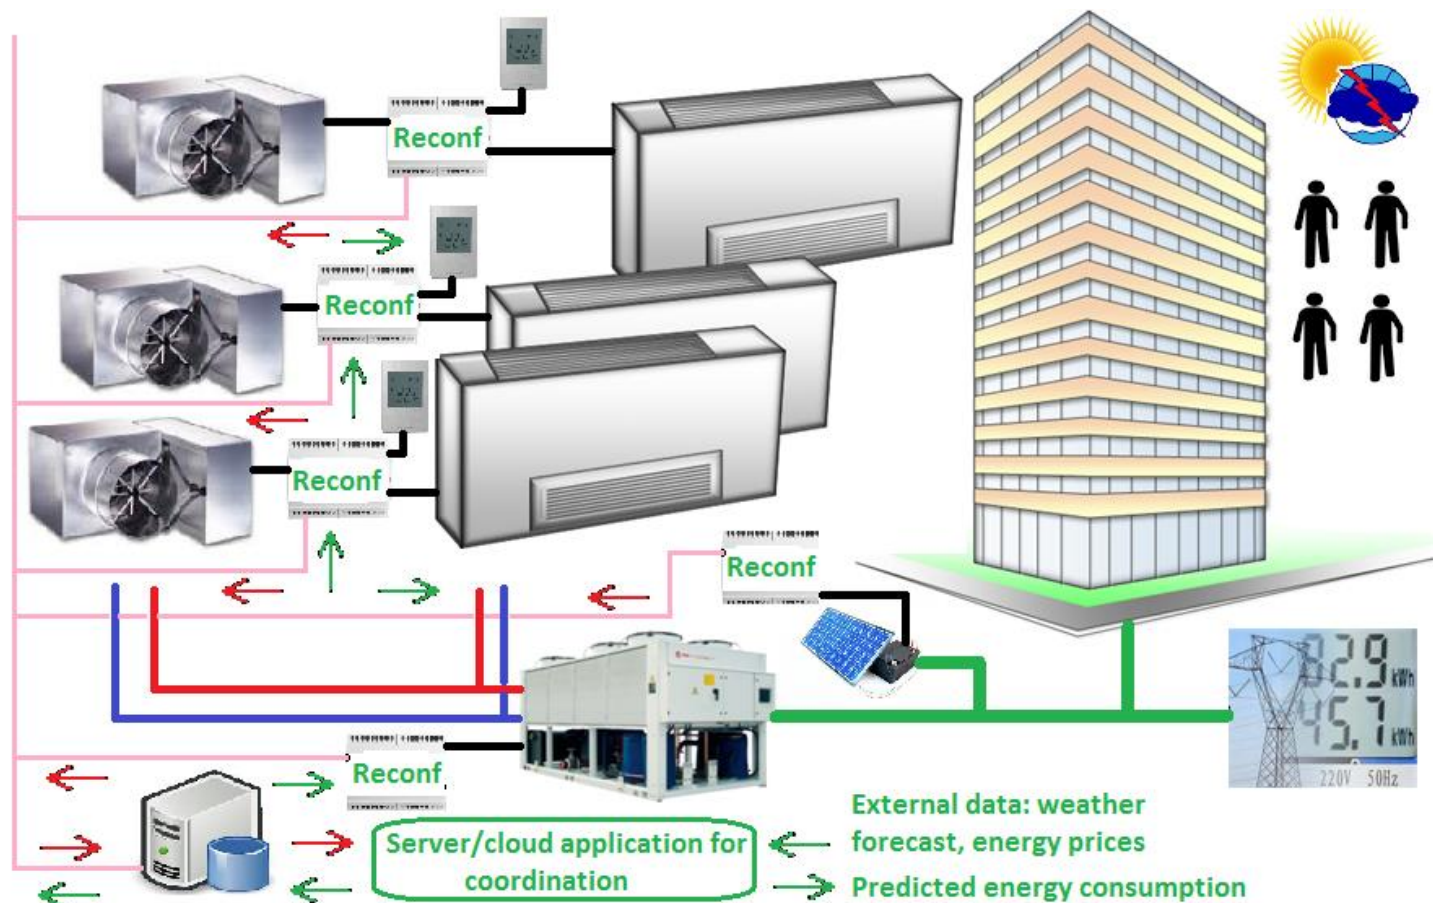 Reconf
Reconf
Reconf
Reconf
82.9 kWh
45.7 kWh
220V 50Hz
Reconf
External data: weather
forecast, energy prices
Server/cloud application for
coordination
Predicted energy consumption